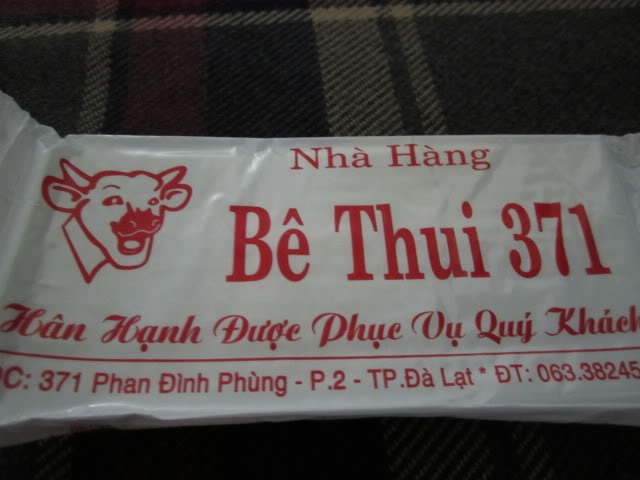 Nhà Hàng
Bê Thui 371
Hân Hạnh Được Phục Vụ Quý Khách
ĐC: 371 Phan Đình Phùng - P.2 - TP.Đà Lạt * ĐT: 063.38245